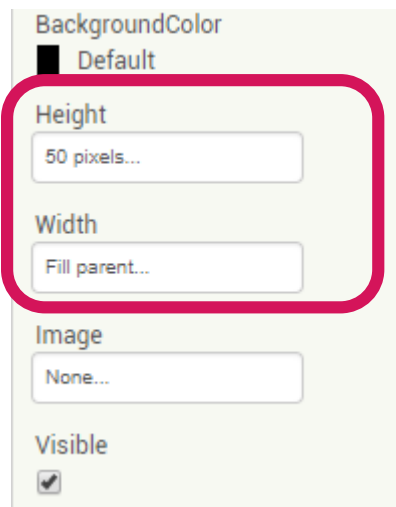 BackgroundColor
Default
Height
50 pixels...
Width
Fill parent...
Image
None...
Visible